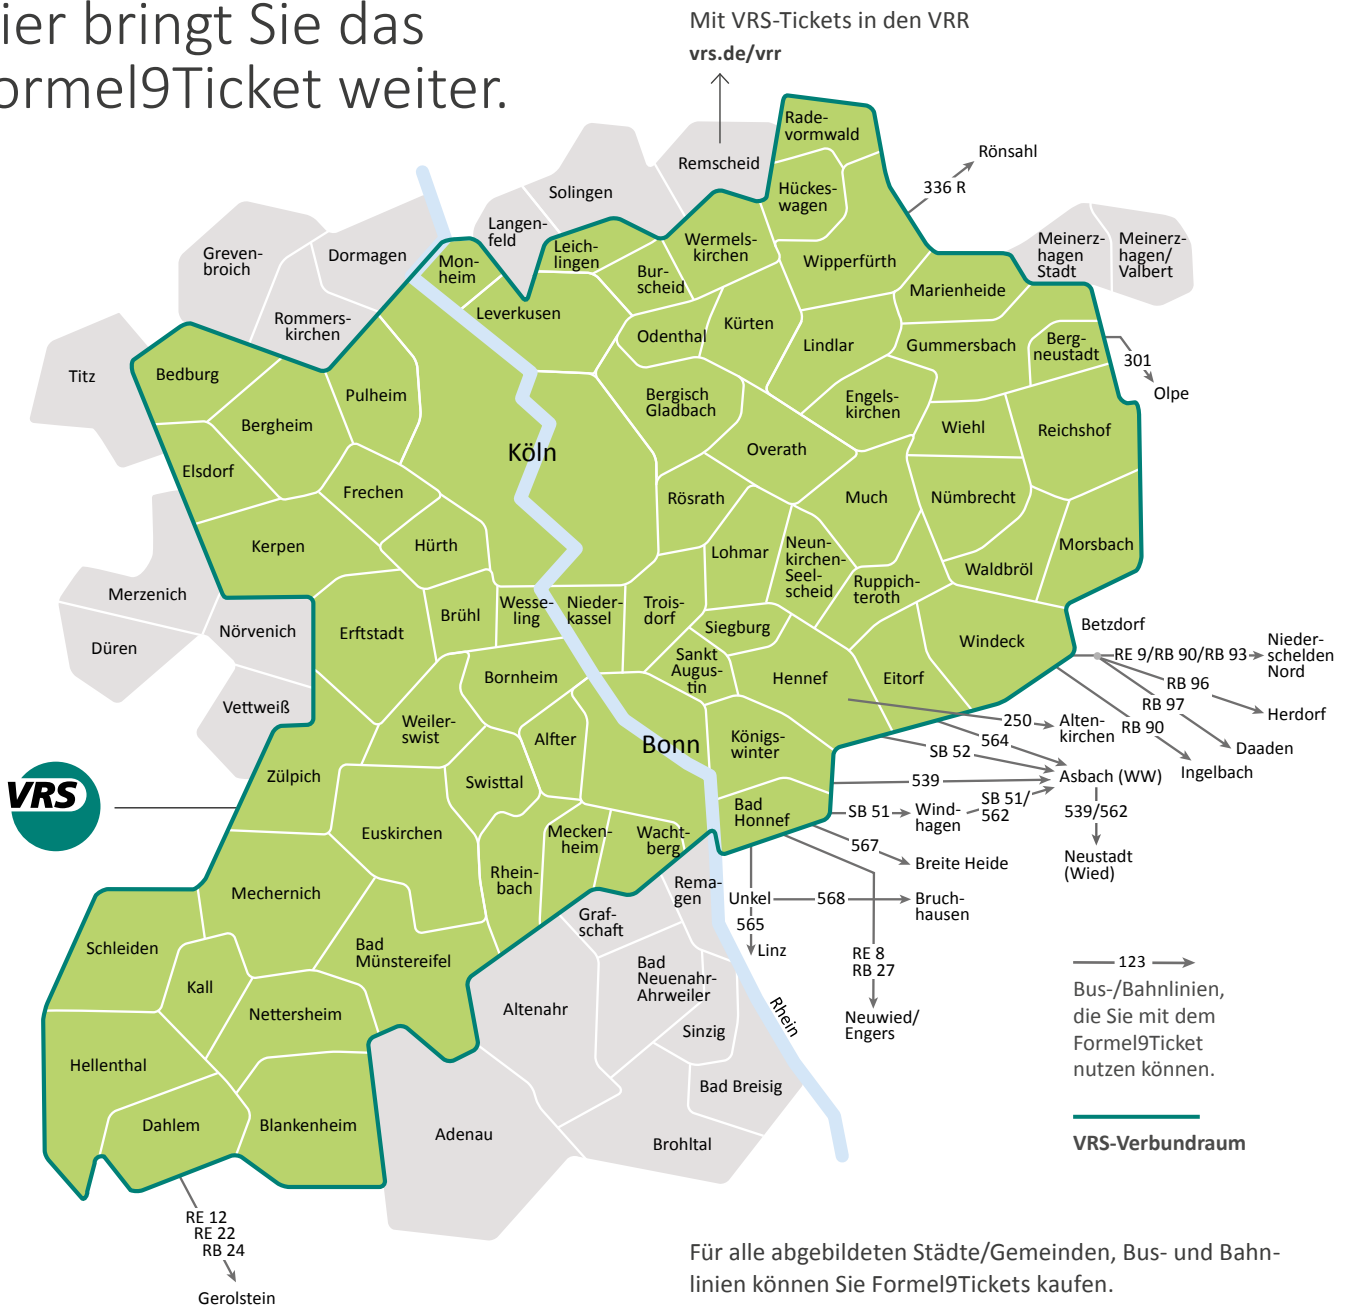 ier bringt Sie das
ormel9Ticket weiter.
Mit VRS-Tickets in den VRR
vrs.de/vrr
Rade-
vormwald
Remscheid
Rönsahl
336 R
Solingen
Hückes-
wagen
Langen-
feld
Leich-
lingen
Wermels-
kirchen
Wipperfürth
Meinerz-
hagen
Stadt
Meinerz-
hagen/
Valbert
Greven-
broich
Dormagen
Mon-
heim
Bur-
scheid
Marienheide
Rommers-
kirchen
Leverkusen
Odenthal
Kürten
Lindlar
Gummersbach
Berg-
neustadt
301
Olpe
Titz
Bedburg
Pulheim
Bergheim
Bergisch
Gladbach
Engels-
kirchen
Wiehl
Reichshof
Köln
Overath
Elsdorf
Frechen
Rösrath
Much
Nümbrecht
Kerpen
Hürth
Lohmar
Neun-
kirchen-
Seel-
scheid
Ruppich-
teroth
Waldbröl
Morsbach
Merzenich
Düren
Nörvenich
Erftstadt
Brühl
Wesse-
ling
Nieder-
kassel
Trois-
dorf
Siegburg
Windeck
Betzdorf
RE 9/RB 90/RB 93
Nieder-
schelden
Nord
Sankt
Augus-
tin
Hennef
Eitorf
RB 96
Herdorf
RB 97
Daaden
RB 90
Ingelbach
Vettweiß
Bornheim
Weiler-
swist
Alfter
Bonn
Königs-
winter
250
Alten-
kirchen
564
SB 52
Asbach (WW)
539
VRS
Zülpich
Swisttal
Bad
Honnef
SB 51
Wind-
hagen
SB 51/
562
539/562
Neustadt
(Wied)
Euskirchen
Mecken-
heim
Wacht-
berg
567
Breite Heide
Rhein-
bach
Mechernich
Rema-
gen
Unkel
568
Bruch-
hausen
565
Linz
Graf-
schaft
Schleiden
Bad
Münstereifel
Kall
Bad
Neuenahr-
Ahrweiler
RE 8
RB 27
Neuwied/
Engers
Nettersheim
Altenahr
Sinzig
Rhein
Hellenthal
Bad Breisig
Dahlem
Blankenheim
Adenau
Brohltal
RE 12
RE 22
RB 24
Gerolstein
123
Bus-/Bahnlinien,
die Sie mit dem
Formel9Ticket
nutzen können.
VRS-Verbundraum
Für alle abgebildeten Städte/Gemeinden, Bus- und Bahn-
linien können Sie Formel9Tickets kaufen.